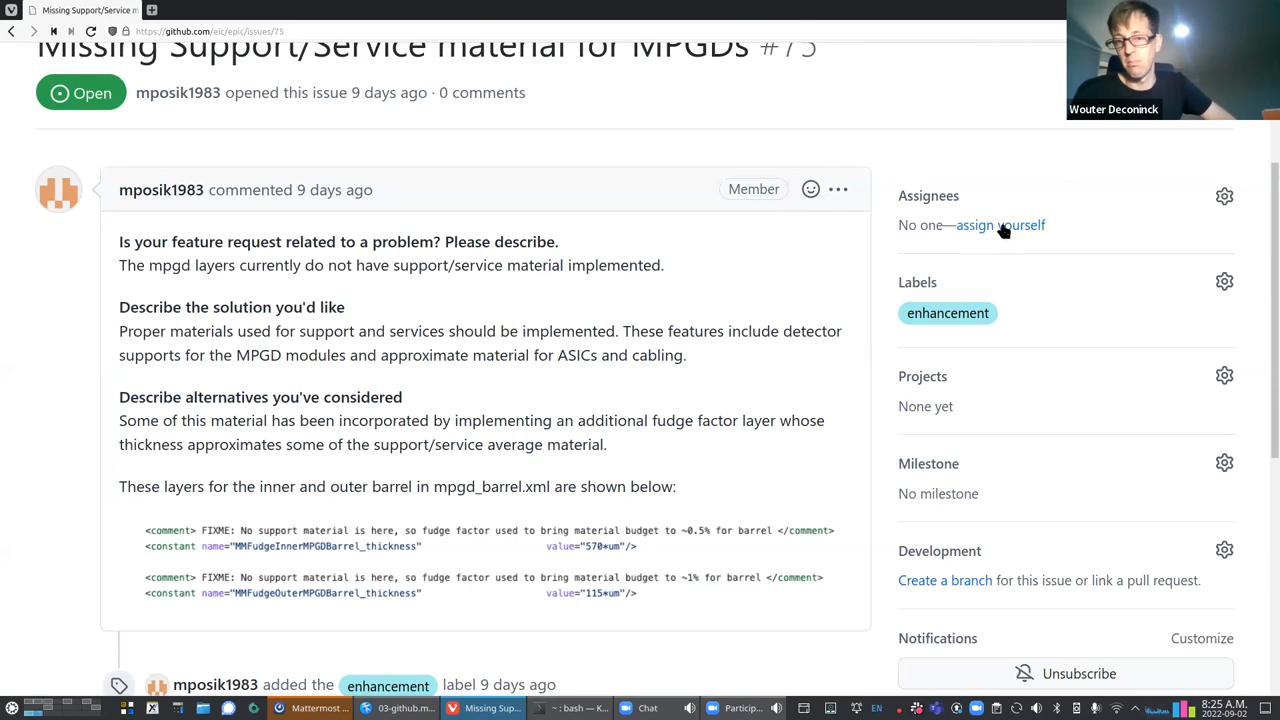 Missing Support/Service m
https://github.com/eic/epic/issues/75
Missing Support/Service material for MPGDs #75
Open
mposik1983 opened this issue 9 days ago · 0 comments
Wouter Deconinck
mposik1983 commented 9 days ago
Member
Is your feature request related to a problem? Please describe.
The mpgd layers currently do not have support/service material implemented.
Describe the solution you'd like
Proper materials used for support and services should be implemented. These features include detector
supports for the MPGD modules and approximate material for ASICs and cabling.
Describe alternatives you've considered
Some of this material has been incorporated by implementing an additional fudge factor layer whose
thickness approximates some of the support/service average material.
These layers for the inner and outer barrel in mpgd_barrel.xml are shown below:
<comment> FIXME: No support material is here, so fudge factor used to bring material budget to ~0.5% for barrel </comment>
<constant name="MMFudgeInnerMPGDBarrel_thickness" value="570*um"/>
<comment> FIXME: No support material is here, so fudge factor used to bring material budget to ~1% for barrel </comment>
<constant name="MMFudgeOuterMPGDBarrel_thickness" value="115*um"/>
mposik1983 added the enhancement label 9 days ago
Assignees
No one—assign yourself
Labels
enhancement
Projects
None yet
Milestone
No milestone
Development
Create a branch for this issue or link a pull request.
Notifications
Customize
Unsubscribe
Mattermost ...
03-github.m...
Missing Sup...
~ : bash — K...
Chat
Particip...
EN
8:25 A.M.
2022-09-02